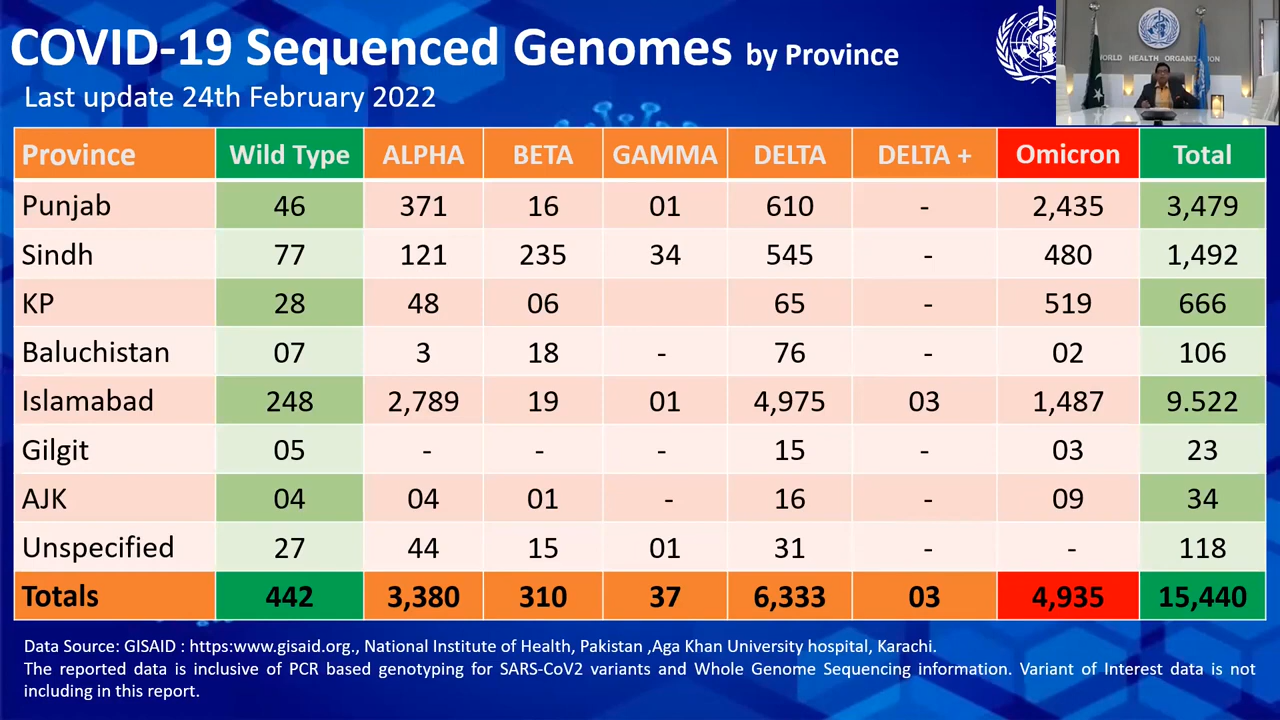 COVID-19 Sequenced Genomes by Province
Last update 24th February 2022
WORLD HEALTH ORGANIZATION
Province Wild Type ALPHA BETA GAMMA DELTA DELTA + Omicron Total
Punjab 46 371 16 01 610 - 2,435 3,479
Sindh 77 121 235 34 545 - 480 1,492
KP 28 48 06 65 - 519 666
Baluchistan 07 3 18 - 76 - 02 106
Islamabad 248 2,789 19 01 4,975 03 1,487 9.522
Gilgit 05 - - - 15 - 03 23
AJK 04 04 01 - 16 - 09 34
Unspecified 27 44 15 01 31 - - 118
Totals 442 3,380 310 37 6,333 03 4,935 15,440
Data Source: GISAID : https:www.gisaid.org., National Institute of Health, Pakistan ,Aga Khan University hospital, Karachi.
The reported data is inclusive of PCR based genotyping for SARS-CoV2 variants and Whole Genome Sequencing information. Variant of Interest data is not
including in this report.